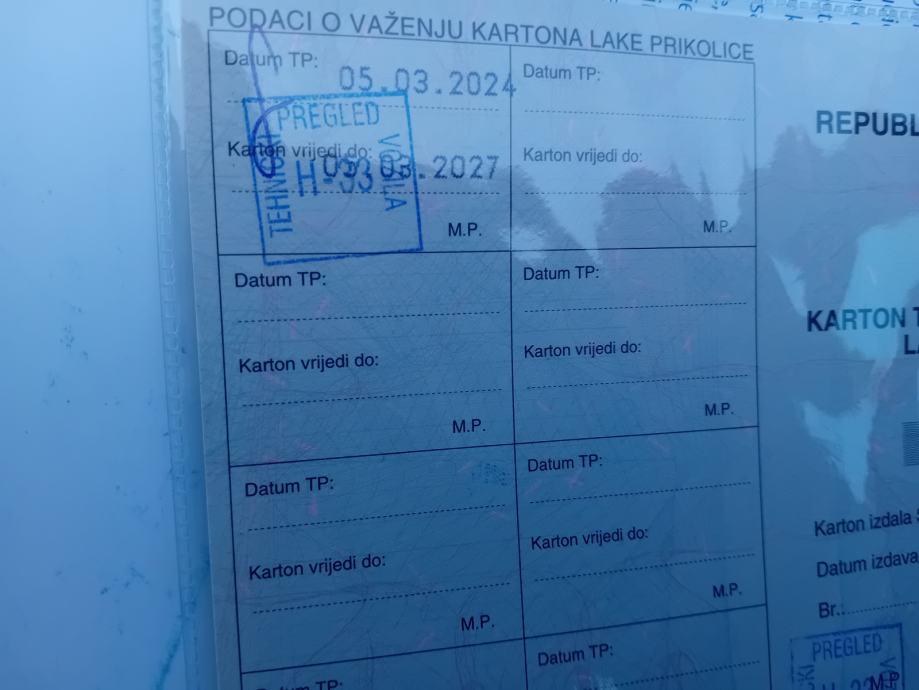 PODACI O VAŽENJU KARTONA LAKE PRIKOLICE
Datum TP:
05.03.2024
PREGLED
TEHNIČKI
VOZILA
Karton vrijedi do:
.2027
M.P.
Datum TP:
Karton vrijedi do:
M.P.
Datum TP:
Karton vrijedi do:
M.P.
Datum TP:
Karton vrijedi do:
M.P.
Datum TP:
Karton vrijedi do:
M.P.
Datum TP:
Karton vrijedi do:
M.P.
Datum TP:
Datum TP:
REPUBL
KARTON T
L
Karton izdala
Datum izdava
Br.:
PREGLED
M.P.